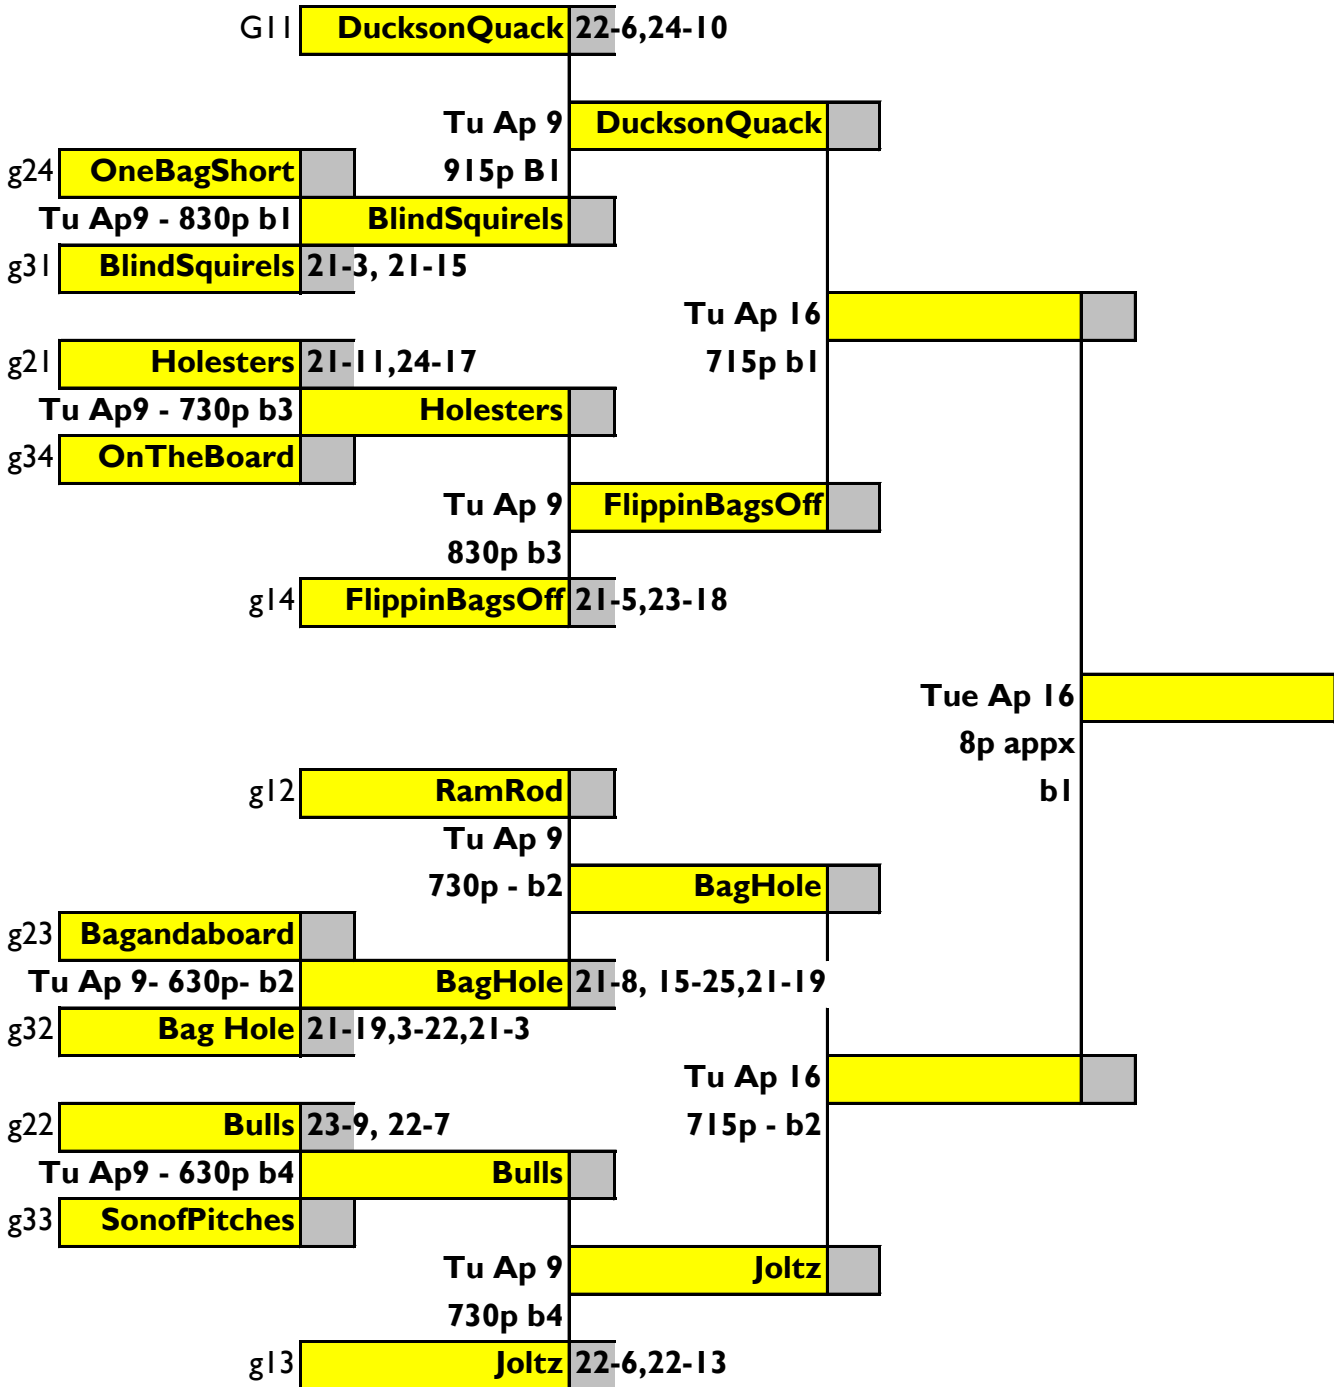 G11 DucksonQuack 22-6,24-10
Tu Ap 9 DucksonQuack
g24 OneBagShort 915p B1
Tu Ap9 - 830p b1 BlindSquirels
g31 BlindSquirels 21-3, 21-15
Tu Ap 16
g21 Holesters 21-11,24-17 715p b1
Tu Ap9 - 730p b3 Holesters
g34 OnTheBoard
Tu Ap 9 FlippinBagsOff
830p b3
g14 FlippinBagsOff 21-5,23-18
Tue Ap 16
8p appx
g12 RamRod b1
Tu Ap 9
730p - b2 BagHole
g23 Bagandaboard
Tu Ap 9- 630p- b2 BagHole 21-8, 15-25,21-19
g32 Bag Hole 21-19,3-22,21-3
Tu Ap 16
g22 Bulls 23-9, 22-7 715p - b2
Tu Ap9 - 630p b4 Bulls
g33 SonofPitches
Tu Ap 9 Joltz
730p b4
g13 Joltz 22-6,22-13